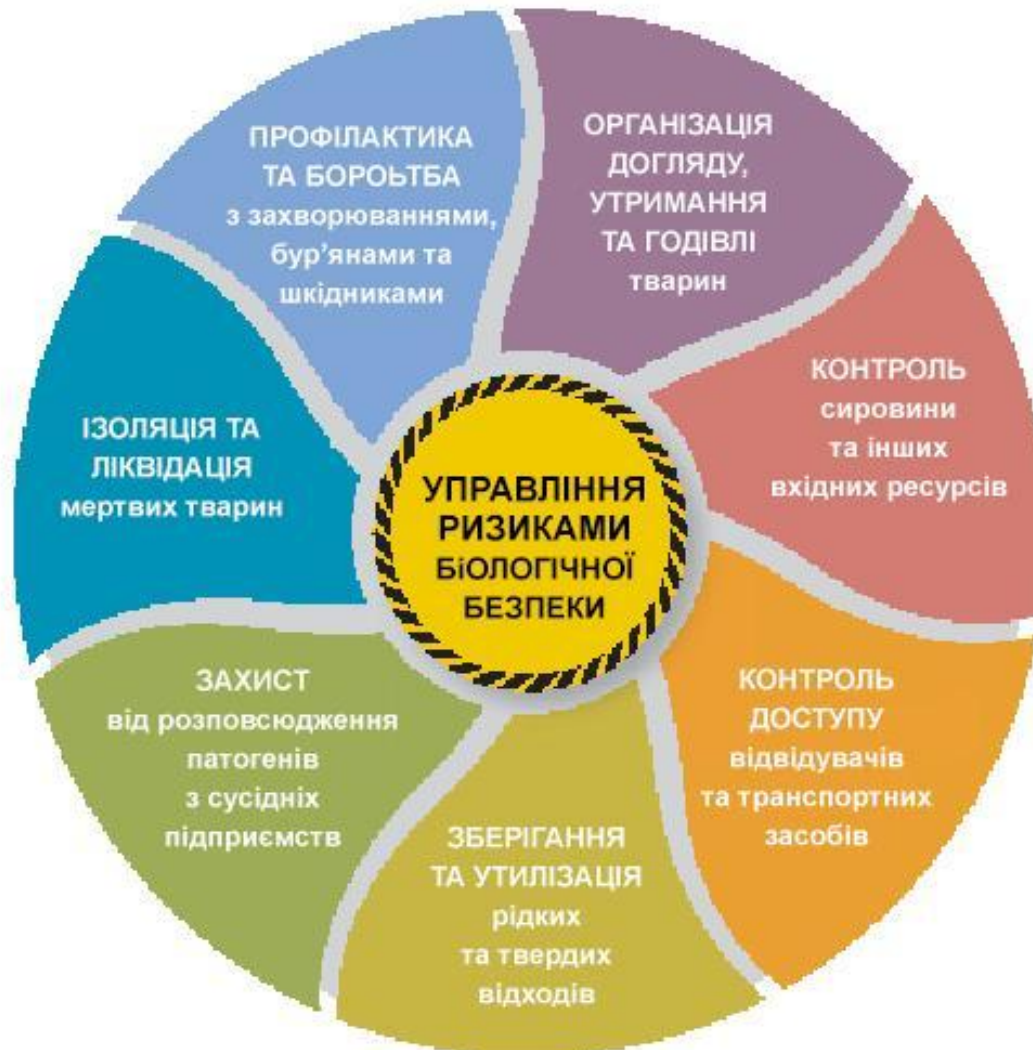 ПРОФІЛАКТИКА
ТА БОРОЬТБА
з захворюваннями,
бур’янами та
шкідниками
ОРГАНІЗАЦІЯ
ДОГЛЯДУ,
УТРИМАННЯ
ТА ГОДІВЛІ
тварин
КОНТРОЛЬ
сировини
та інших
вхідних ресурсів
КОНТРОЛЬ
ДОСТУПУ
відвідувачів
та транспортних
засобів
ЗБЕРІГАННЯ
ТА УТИЛІЗАЦІЯ
рідких
та твердих
відходів
ЗАХИСТ
від розповсюдження
патогенів
з сусідніх
підприємств
ІЗОЛЯЦІЯ ТА
ЛІКВІДАЦІЯ
мертвих тварин
УПРАВЛІННЯ
РИЗИКАМИ
БіОЛОГІЧНОЇ
БЕЗПЕКИ